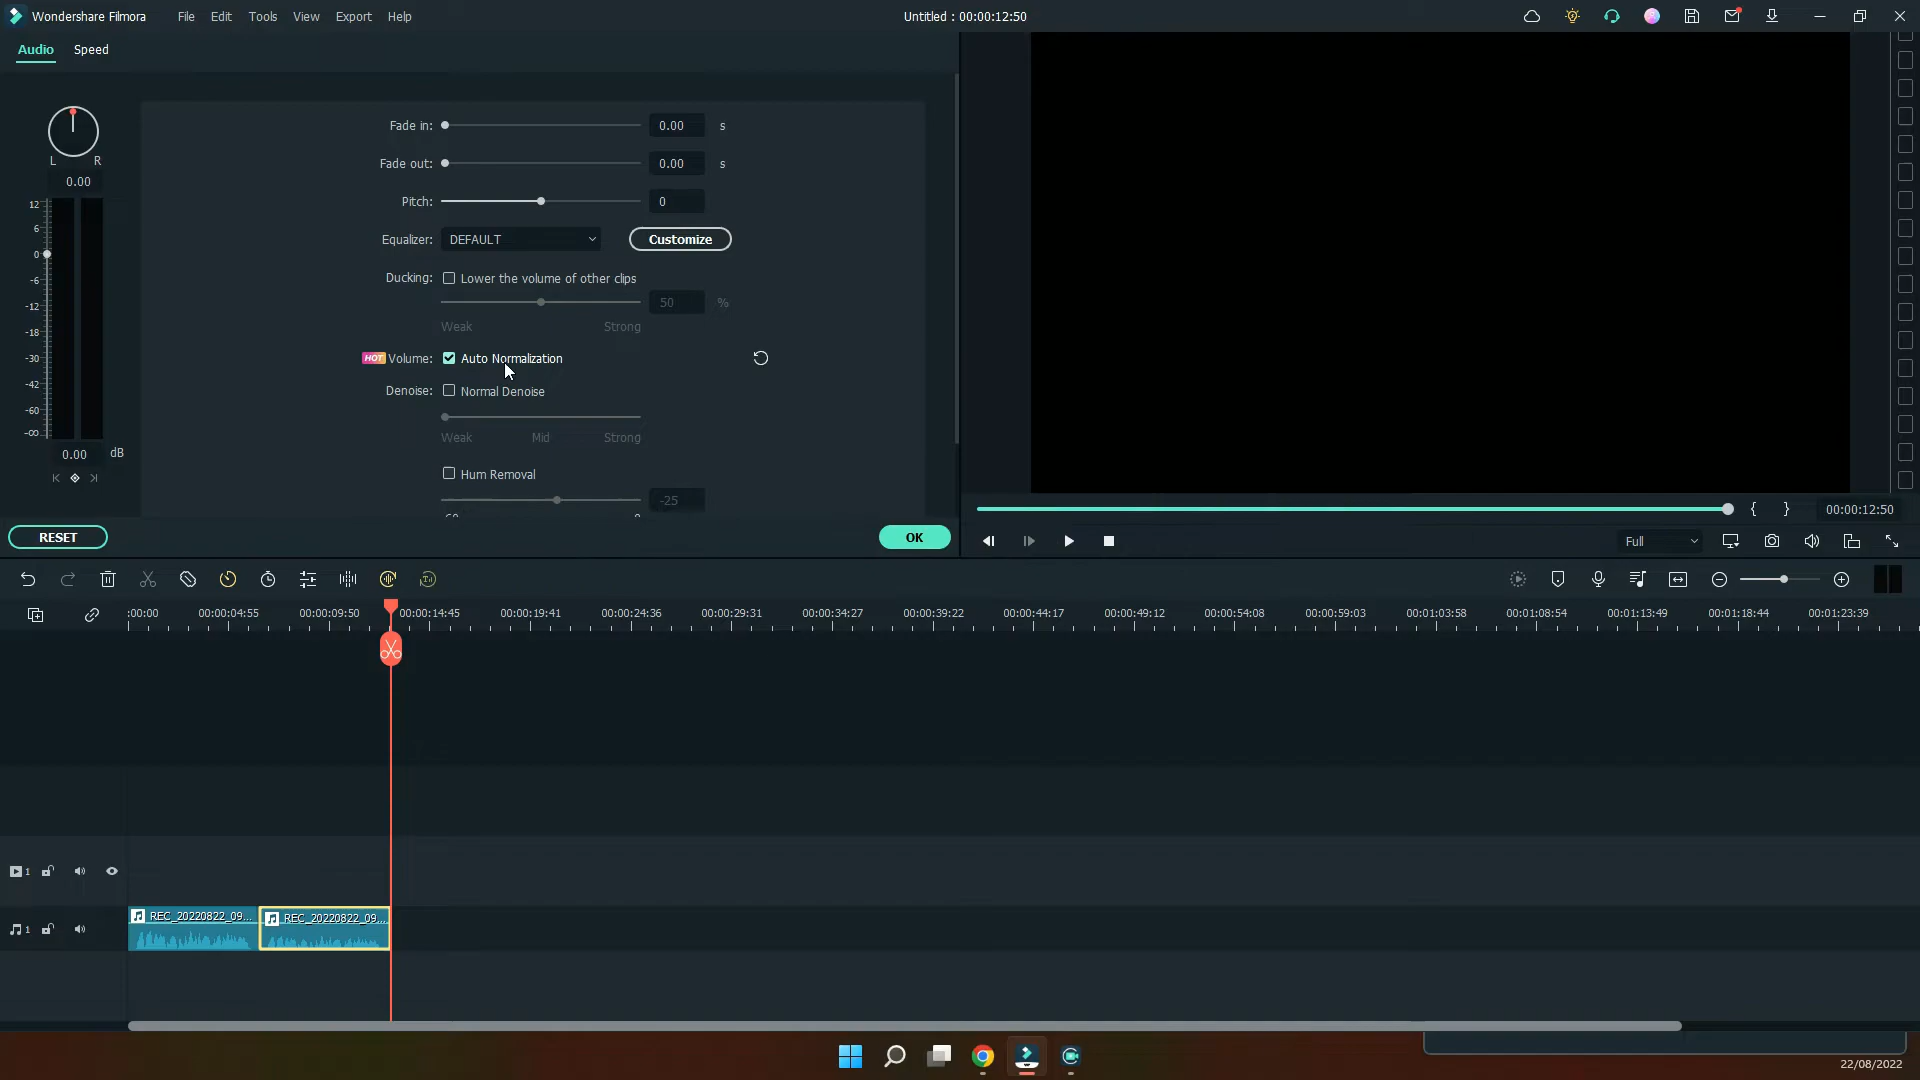 Wondershare Filmora File Edit Tools View Export Help Untitled : 00:00:12:50
Audio Speed
Fade in: 0.00 s
Fade out: 0.00 s
L R
0.00
Pitch: 0
Equalizer: DEFAULT Customize
Ducking: Lower the volume of other clips
50 %
Weak Strong
HOT Volume: Auto Normalization
Denoise: Normal Denoise
Weak Mid Strong
Hum Removal
-25
-60 0
12
6
0
-6
-12
-18
-30
-42
-60
-∞
0.00 dB
RESET OK
00:00:12:50
{ }
Full
:00:00 00:00:04:55 00:00:09:50 00:00:14:45 00:00:19:41 00:00:24:36 00:00:29:31 00:00:34:27 00:00:39:22 00:00:44:17 00:00:49:12 00:00:54:08 00:00:59:03 00:01:03:58 00:01:08:54 00:01:13:49 00:01:18:44 00:01:23:39
1
1 REC_20220822_09... REC_20220822_09...
22/08/2022